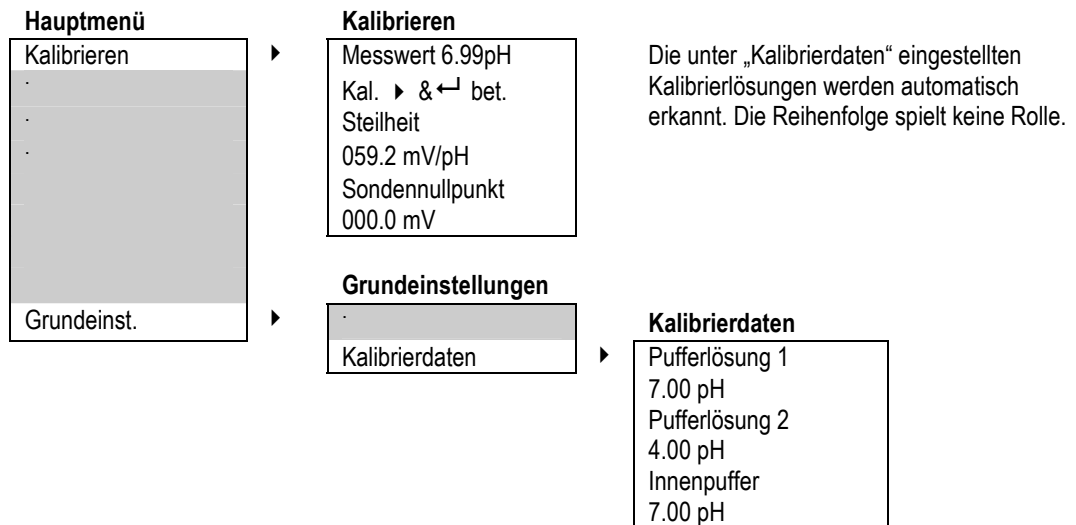 Hauptmenü
Kalibrieren
.
.
.
Grundeinst.
Kalibrieren
Messwert 6.99pH
Kal. ▸ &↵ bet.
Steilheit
059.2 mV/pH
Sondennullpunkt
000.0 mV
Die unter „Kalibrierdaten“ eingestellten
Kalibrierlösungen werden automatisch
erkannt. Die Reihenfolge spielt keine Rolle.
Grundeinstellungen
.
Kalibrierdaten
Kalibrierdaten
Pufferlösung 1
7.00 pH
Pufferlösung 2
4.00 pH
Innenpuffer
7.00 pH